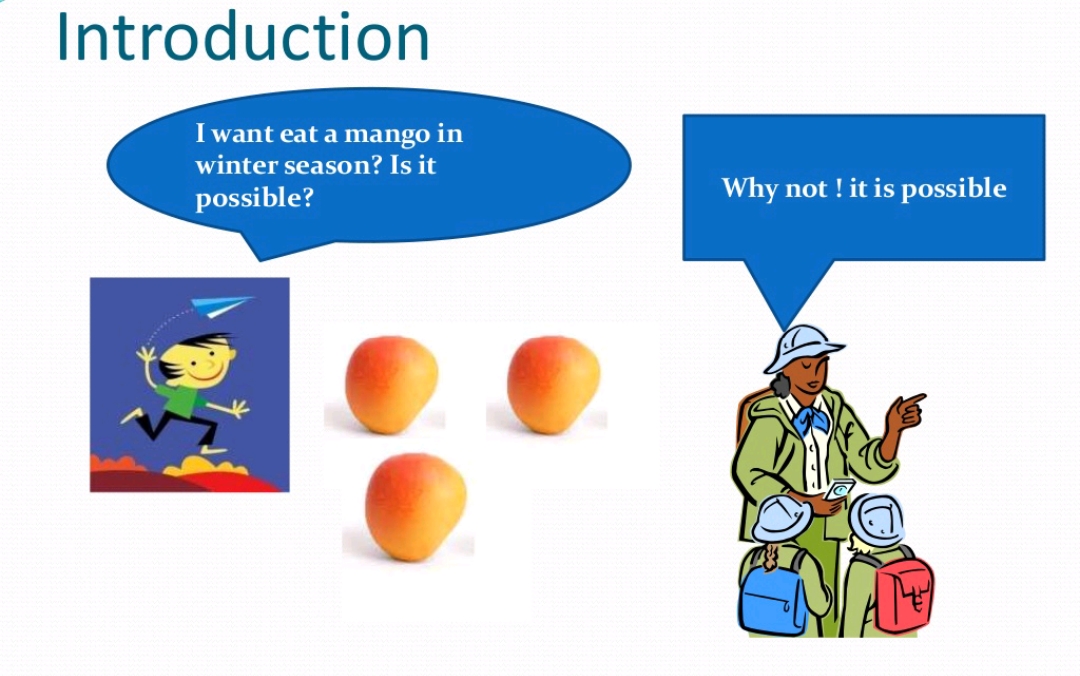 Introduction
I want eat a mango in
winter season? Is it
possible?
Why not ! it is possible